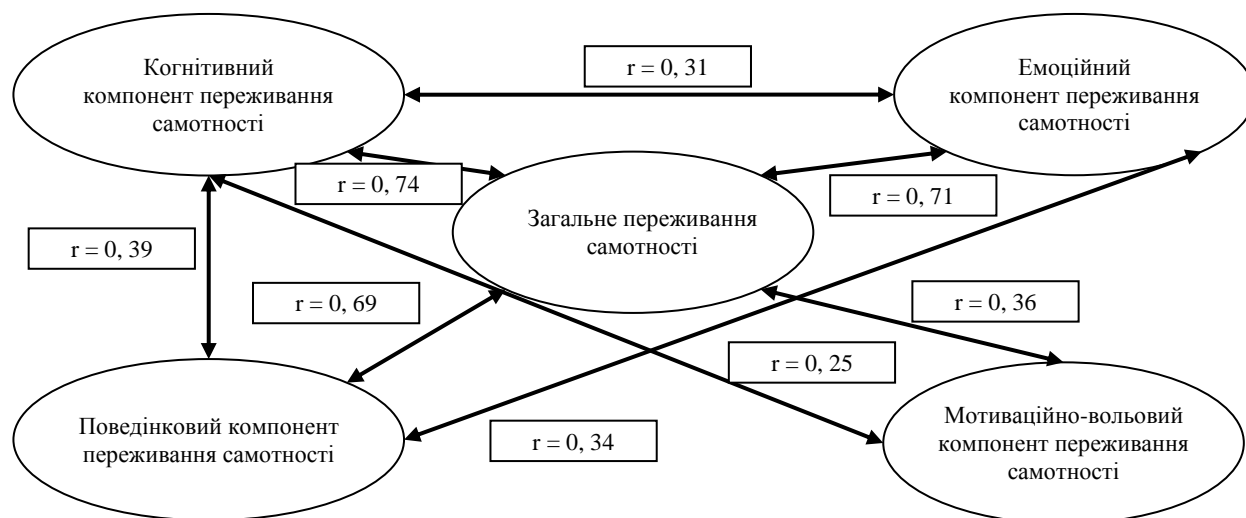 Когнітивний
компонент переживання
самотності
r = 0, 31
Емоційний
компонент переживання
самотності
r = 0, 74
r = 0, 71
Загальне переживання
самотності
r = 0, 39
r = 0, 69
r = 0, 36
r = 0, 25
Поведінковий компонент
переживання самотності
r = 0, 34
Мотиваційно-вольовий
компонент переживання
самотності